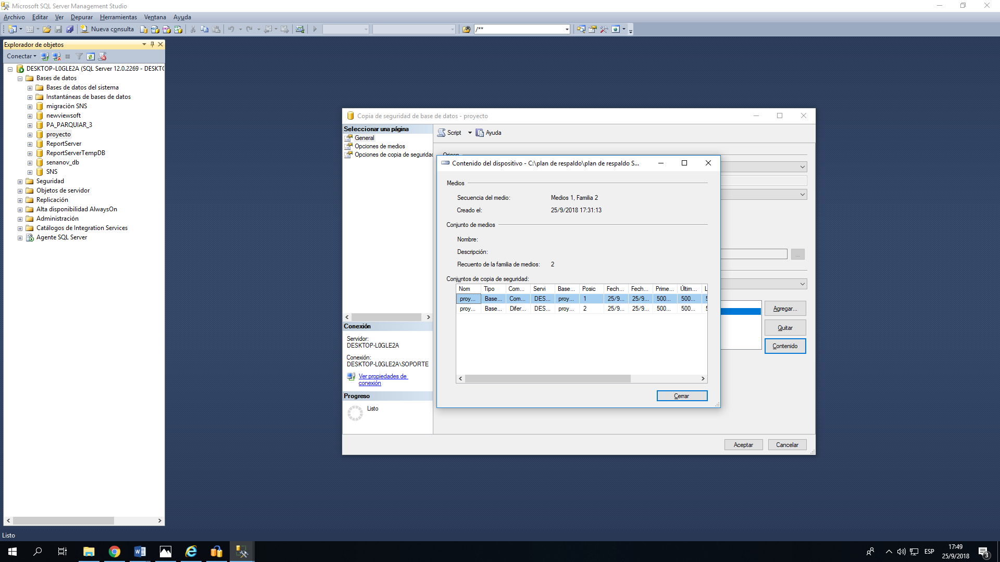 Microsoft SQL Server Management Studio
Archivo Editar Ver Depurar Herramientas Ventana Ayuda
Nueva consulta /**
Explorador de objetos
Conectar
DESKTOP-L0GLE2A (SQL Server 12.0.2269 - DESKT
Bases de datos
Bases de datos del sistema
Instantáneas de bases de datos
migraciòn SNS
newviewsoft
PA_PARQUIAR_3
proyecto
ReportServer
ReportServerTempDB
senanov_db
SNS
Seguridad
Objetos de servidor
Replicación
Alta disponibilidad AlwaysOn
Administración
Catálogos de Integration Services
Agente SQL Server
Copia de seguridad de base de datos - proyecto
Seleccionar una página
General
Opciones de medios
Opciones de copia de seguridad
Script Ayuda
Origen
Contenido del dispositivo - C:\plan de respaldo\plan de respaldo S...
Medios
Secuencia del medio: Medios 1, Familia 2
Creado el: 25/9/2018 17:31:13
Conjunto de medios
Nombre:
Descripción:
Recuento de la familia de medios: 2
Conjuntos de copia de seguridad:
Nom Tipo Com... Servi Base... Posic Fech... Fech... Prime... Últim... L
proy... Base... Com... DES... proy... 1 25/9... 25/9... 500... 500... 5
proy... Base... Difer... DES... proy... 2 25/9... 25/9... 500... 500... 5
Cerrar
...
Agregar...
Quitar
Contenido
Conexión
Servidor:
DESKTOP-L0GLE2A
Conexión:
DESKTOP-L0GLE2A\SOPORTE
Ver propiedades de
conexión
Progreso
Listo
Aceptar Cancelar
Listo
ESP
17:49
25/9/2018
3